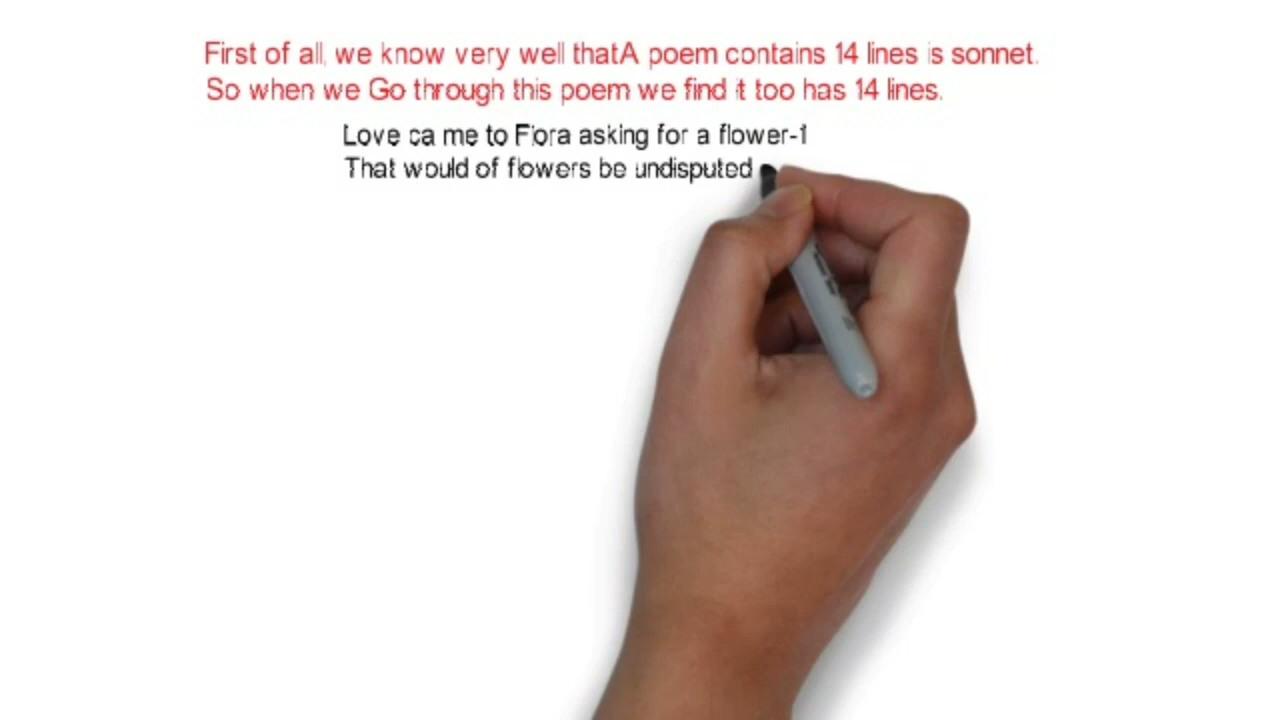 First of all, we know very well thatA poem contains 14 lines is sonnet.
So when we Go through this poem we find it too has 14 lines.
Love ca me to Flora asking for a flower-1
That would of flowers be undisputed